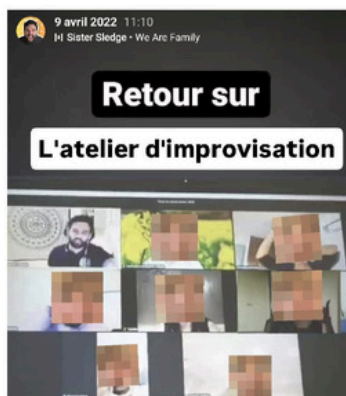 9 avril 2022 11:10
Sister Sledge • We Are Family
Retour sur
L'atelier d'improvisation